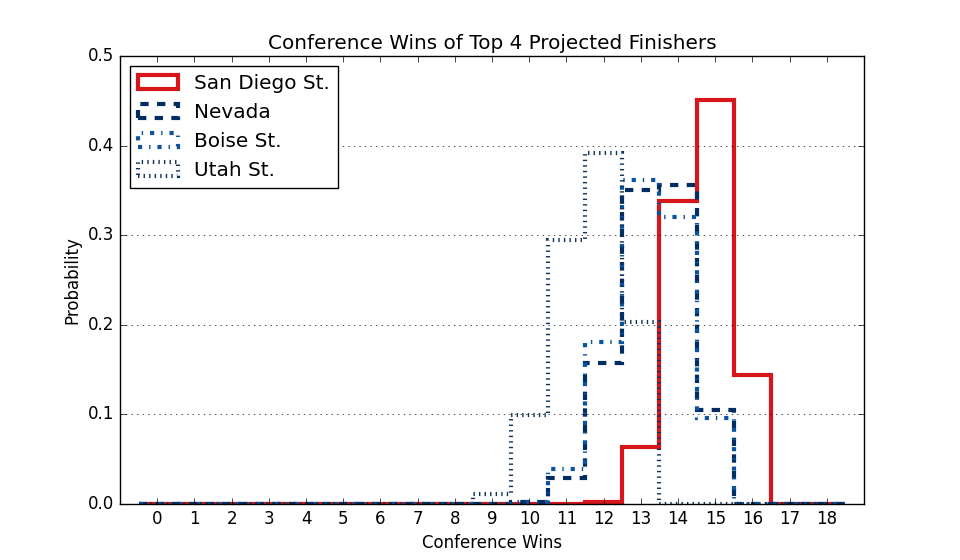 Conference Wins of Top 4 Projected Finishers
0.5
0.4
0.3
0.2
0.1
0.0
Probability
San Diego St.
Nevada
Boise St.
Utah St.
0 1 2 3 4 5 6 7 8 9 10 11 12 13 14 15 16 17 18
Conference Wins